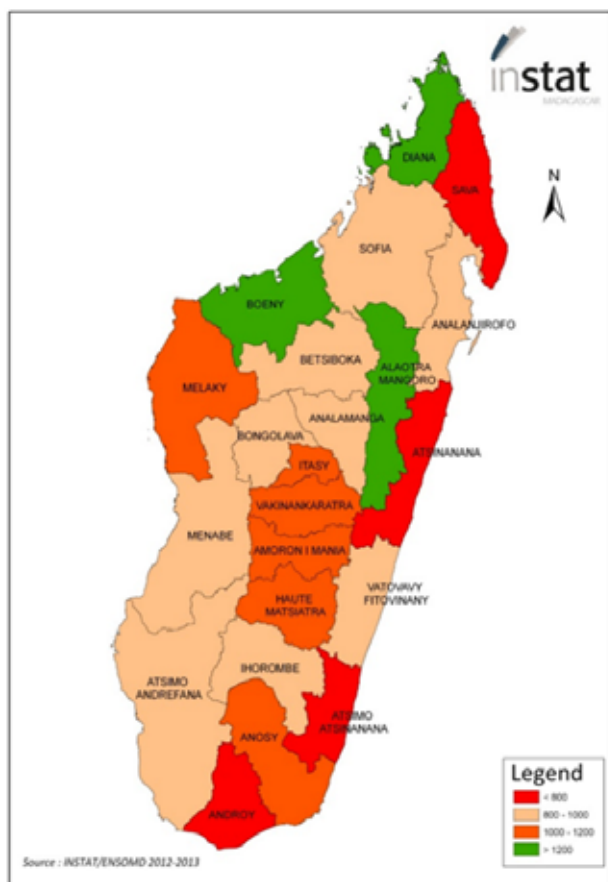 instat
MADAGASCAR
N
DIANA
SAVA
SOFIA
BOENY
ANALANJIROFO
BETSIBOKA
ALAOTRA
MANGORO
MELAKY
ANALAMANGA
BONGOLAVA
ATSINANANA
ITASY
VAKINANKARATRA
MENABE
AMORON I MANIA
VATOVAVY
FITOVINANY
HAUTE
MATSIATRA
IHOROMBE
ATSIMO
ANDREFANA
ATSIMO
ATSINANANA
ANOSY
ANDROY
Legend
< 800
800 - 1000
1000 - 1200
> 1200
Source : INSTAT/ENSOMD 2012-2013